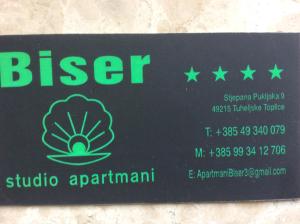 Biser
studio apartmani
Stjepana Pukljska 9
49215 Tuheljske Toplice
T: +385 49 340 079
M: +385 99 34 12 706
E: ApartmaniBiser3@gmail.com